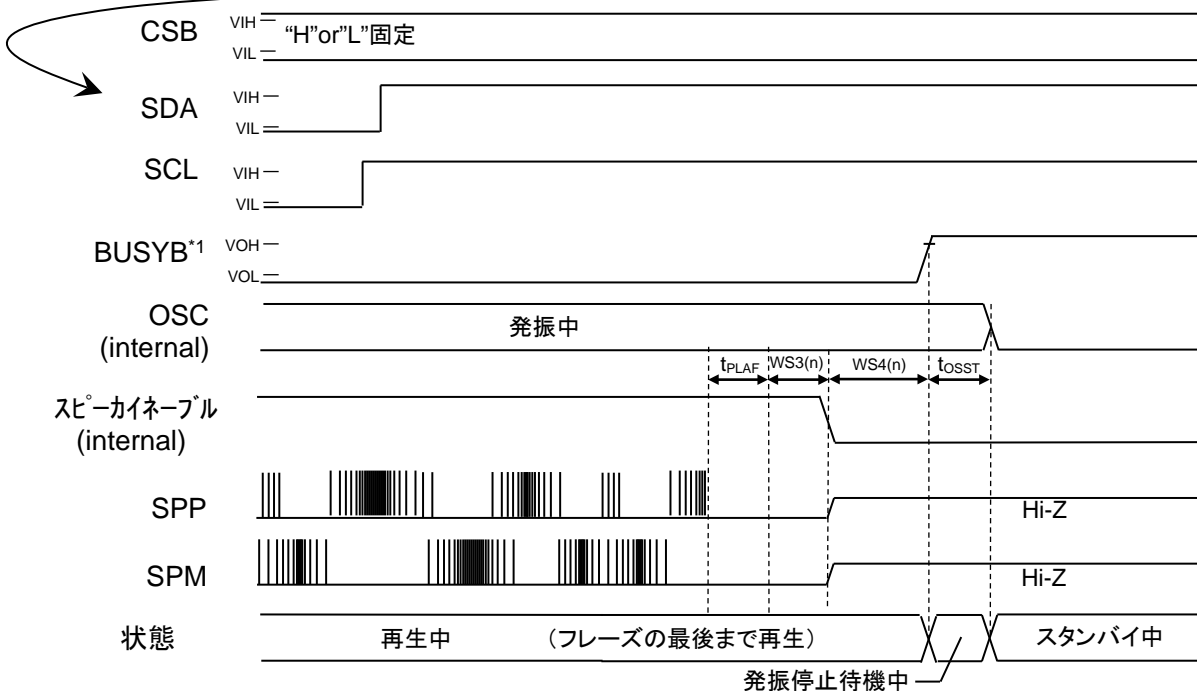 CSB VIH "H"or"L"固定
VIL
SDA VIH
VIL
SCL VIH
VIL
BUSYB*1 VOH
VOL
OSC
(internal)
発振中
tPLAF WS3(n) WS4(n) tOSST
スピーカイネーブル
(internal)
SPP Hi-Z
SPM Hi-Z
状態 再生中 (フレーズの最後まで再生) スタンバイ中
発振停止待機中